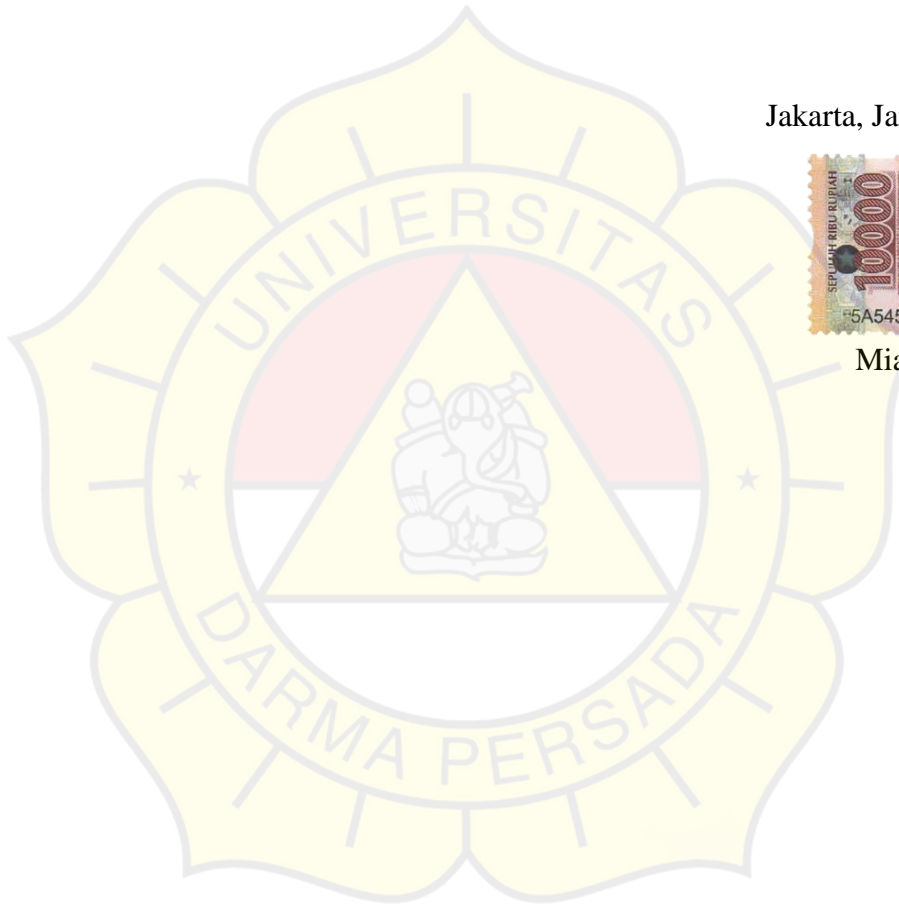 Jakarta, Ja
SEPULUH RIBU RUPIAH
10000
5A545
Mia
UNIVERSITAS
DARMA PERSADA